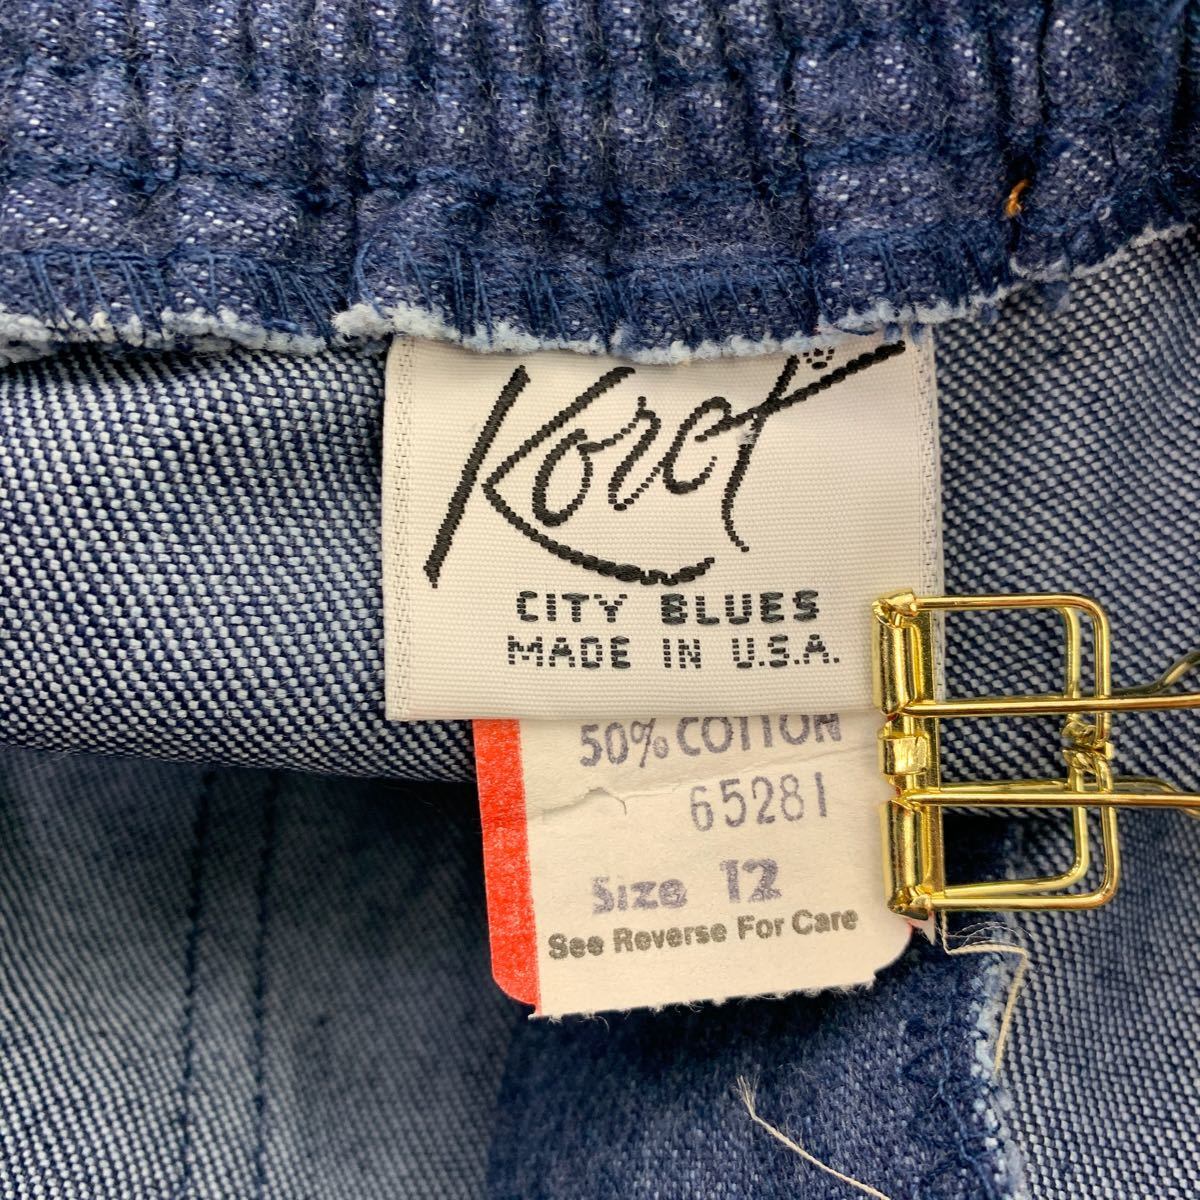 Koret®
CITY BLUES
MADE IN U.S.A.
50% COTTON
65281
Size 12
See Reverse For Care